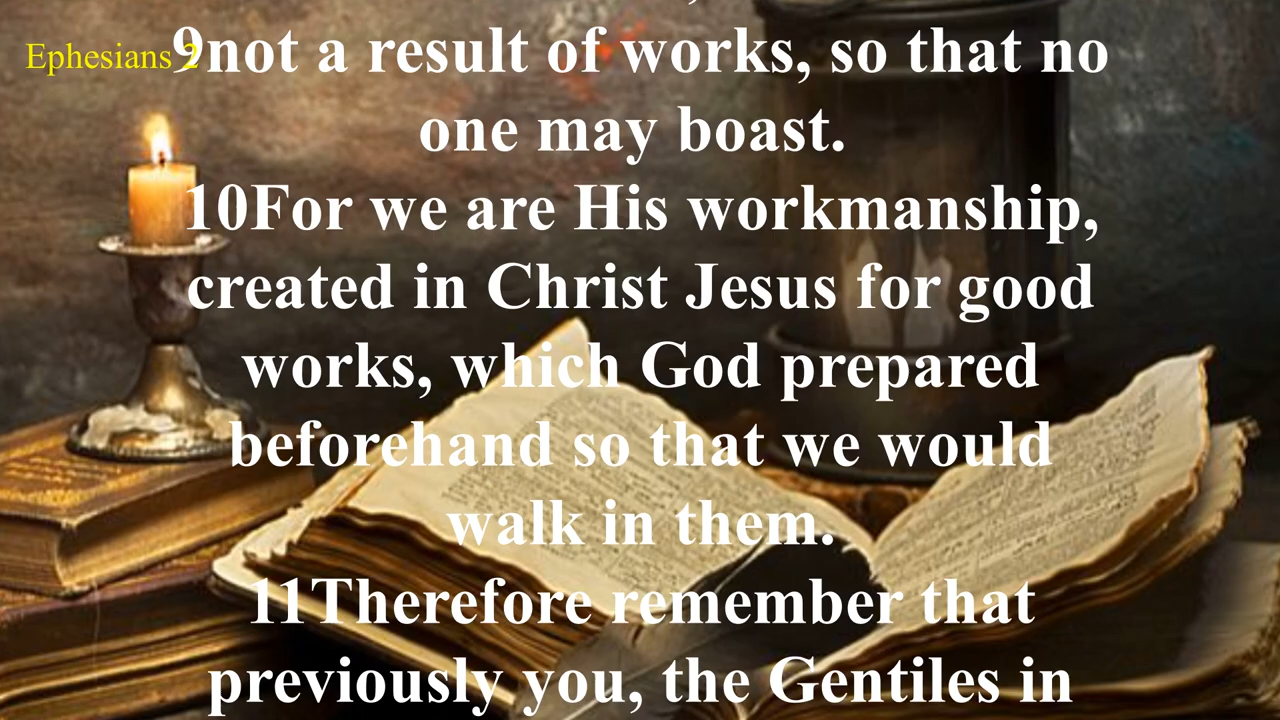 Ephesians 2
9not a result of works, so that no
one may boast.
10For we are His workmanship,
created in Christ Jesus for good
works, which God prepared
beforehand so that we would
walk in them.
11Therefore remember that
previously you, the Gentiles in